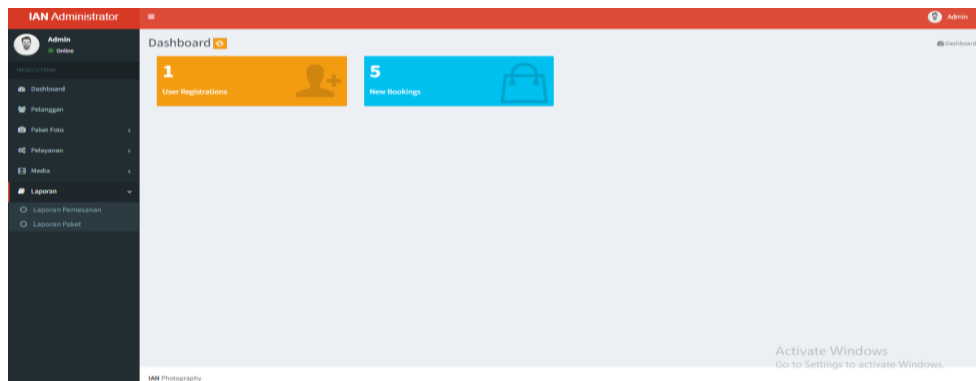 IAN Administrator
Admin
Admin
Online
MENU UTAMA
Dashboard
Pelanggan
Paket Foto
Pelayanan
Media
Laporan
Laporan Pemesanan
Laporan Paket
Dashboard
Dashboard
1
User Registrations
5
New Bookings
Activate Windows
Go to Settings to activate Windows.
IAN Photography